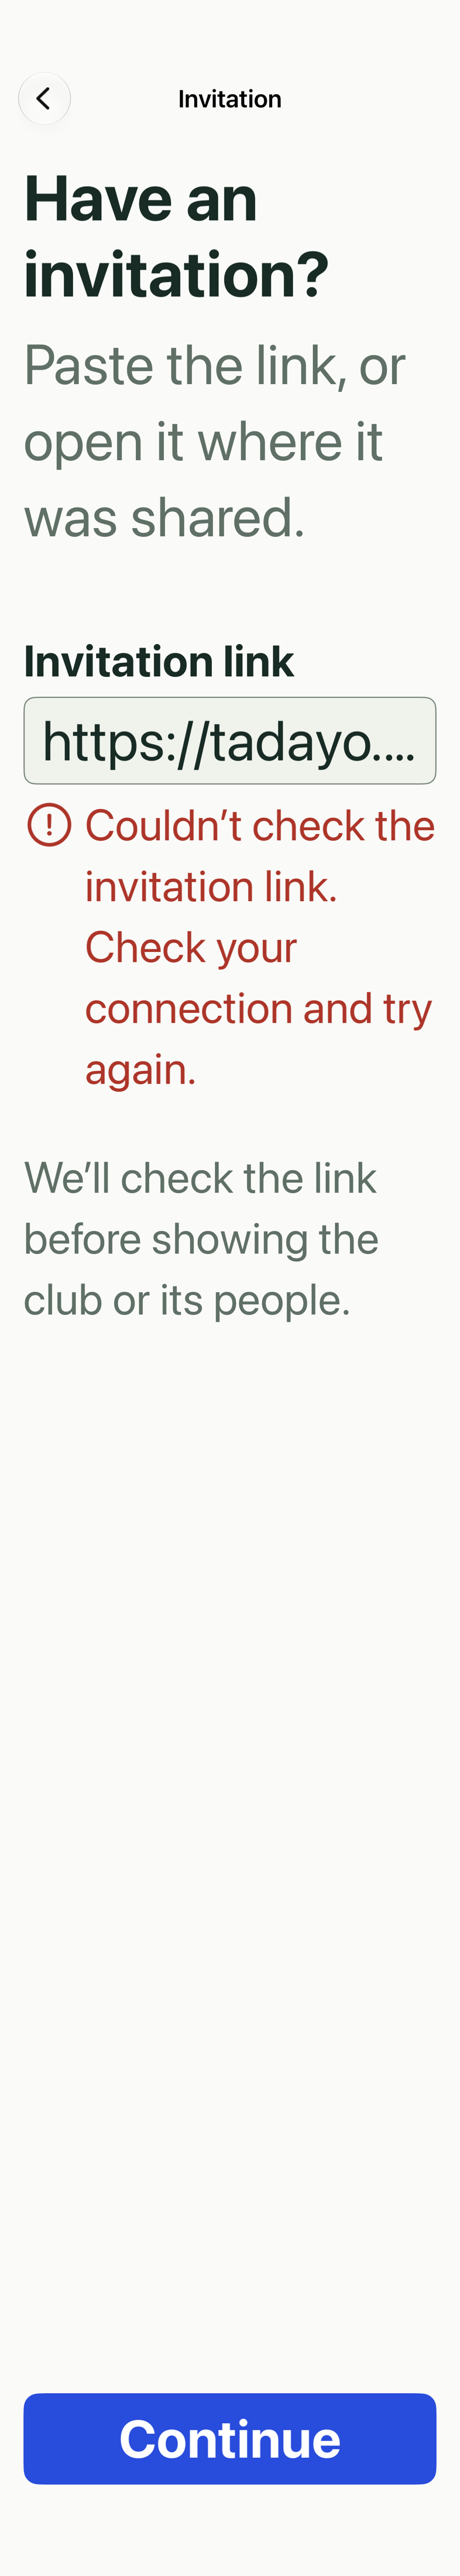 Invitation
Have an
invitation?
Paste the link, or
open it where it
was shared.
Invitation link
https://tadayo....
Couldn’t check the
invitation link.
Check your
connection and try
again.
We’ll check the link
before showing the
club or its people.
Continue